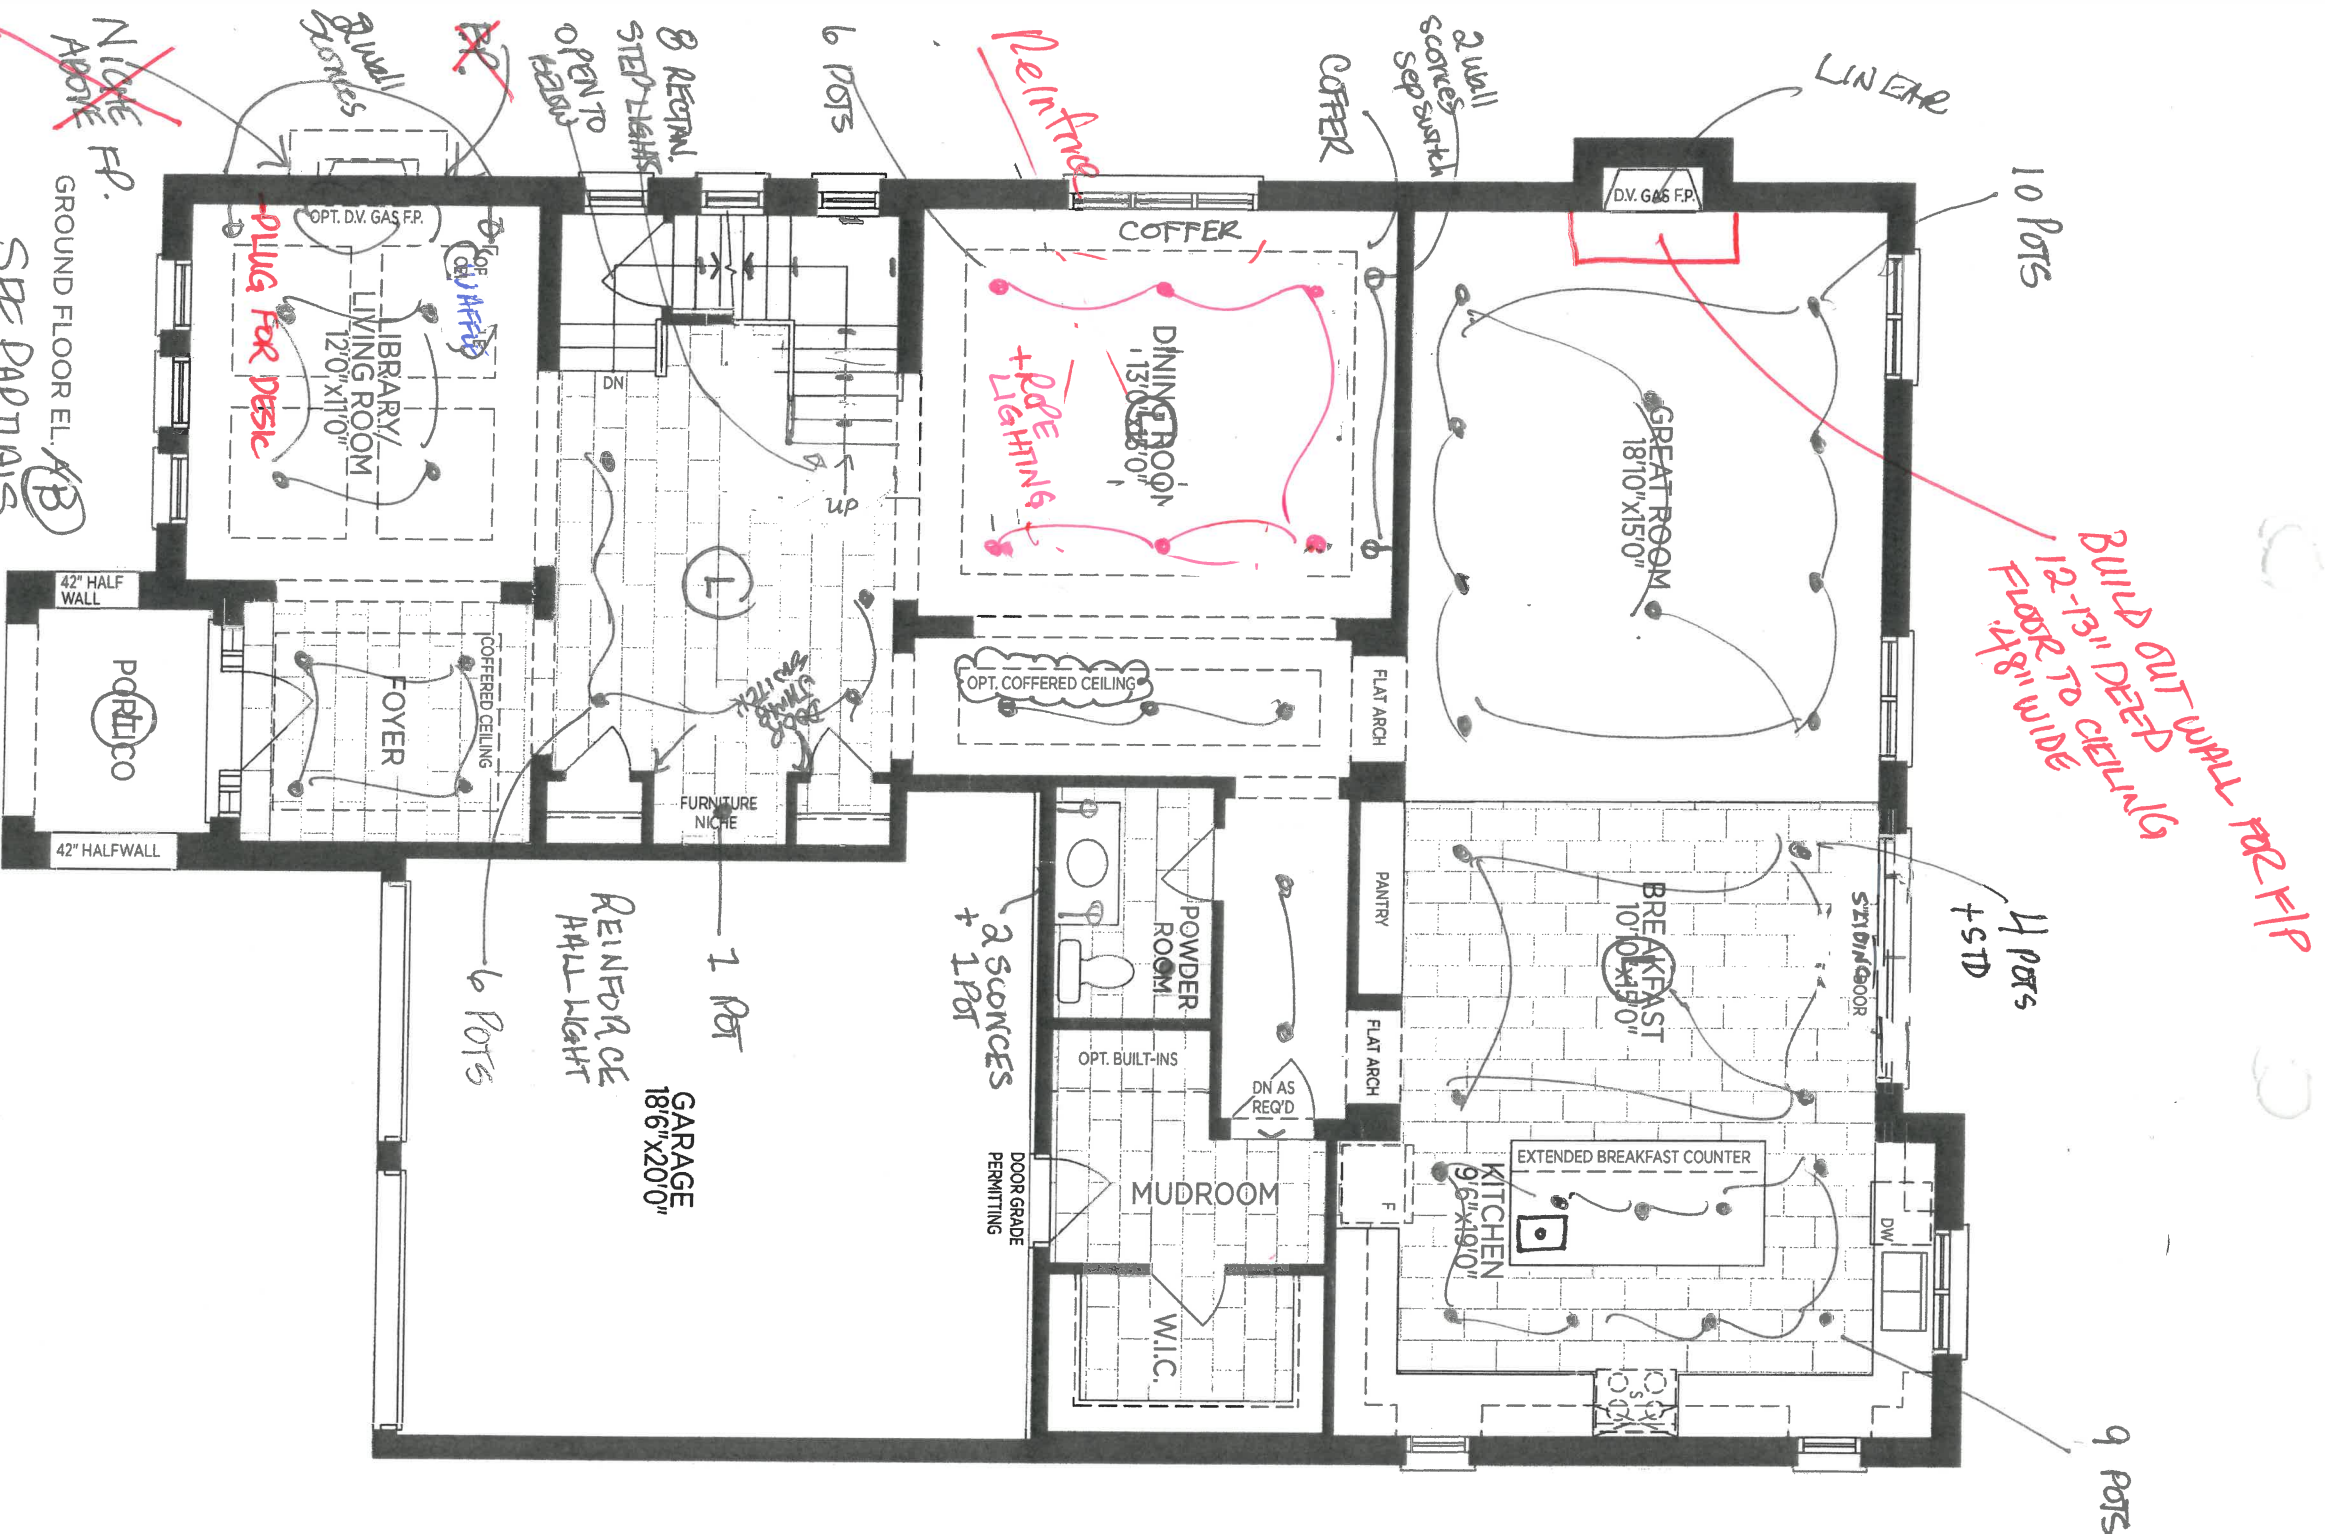 LINEAR
10 POTS
2 wall
sconces
sep switch
COFFER
Reinforce
6 POTS
8 RECTAN.
STEP LIGHTS
OPEN TO
BELOW
F.P.
2 wall
sconces
NICHE
ABOVE FP.
GROUND FLOOR EL. A
B
SEE PARTIALS
D.V. GAS F.P.
GREAT ROOM
18'10"x15'0"
BUILD OUT WALL FOR F/P
12-13" DEEP
FLOOR TO CIELING
48" WIDE
COFFER
DINING ROOM
13'0"x16'0"
+ROPE
LIGHTING
OPT. D.V. GAS F.P.
WAFFLE
LIBRARY/
LIVING ROOM
12'0"x11'0"
-PLUG FOR DESK
DN
UP
L
OPT. COFFERED CEILING
FLAT ARCH
COFFERED CEILING
FOYER
42" HALF
WALL
PORTICO
42" HALFWALL
FURNITURE
NICHE
1 POT
REINFORCE
HALL LIGHT
6 POTS
2 SCONCES
+ 1 POT
POWDER
ROOM
PANTRY
FLAT ARCH
BREAKFAST
10'10"x15'0"
SLIDING DOOR
4 POTS
+STD
OPT. BUILT-INS
DN AS
REQ'D
MUDROOM
DOOR GRADE
PERMITTING
GARAGE
18'6"x20'0"
W.I.C.
EXTENDED BREAKFAST COUNTER
KITCHEN
9'6"x19'0"
F
DW
S
9 POTS